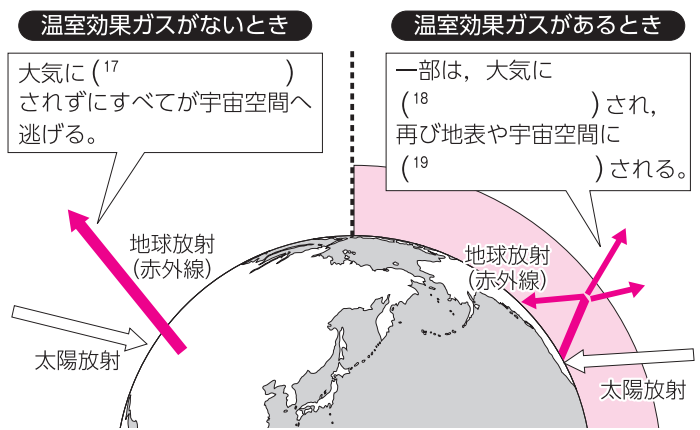 温室効果ガスがないとき
大気に(17　　　　　　)
されずにすべてが宇宙空間へ
逃げる。
地球放射
(赤外線)
太陽放射
温室効果ガスがあるとき
一部は，大気に
(18　　　　　　)され，
再び地表や宇宙空間に
(19　　　　　　)される。
地球放射
(赤外線)
太陽放射